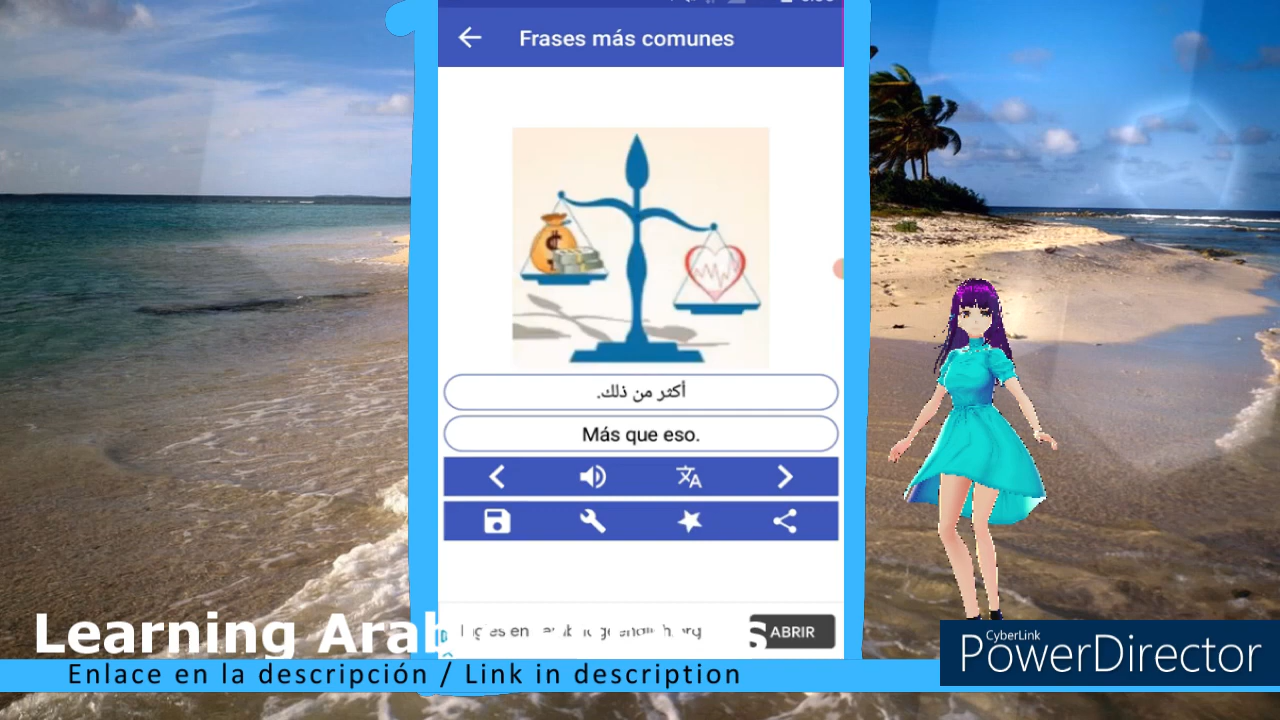 Frases más comunes
أكثر من ذلك.
Más que eso.
ABRIR
Learning Arab
Enlace en la descripción / Link in description
CyberLink
PowerDirector